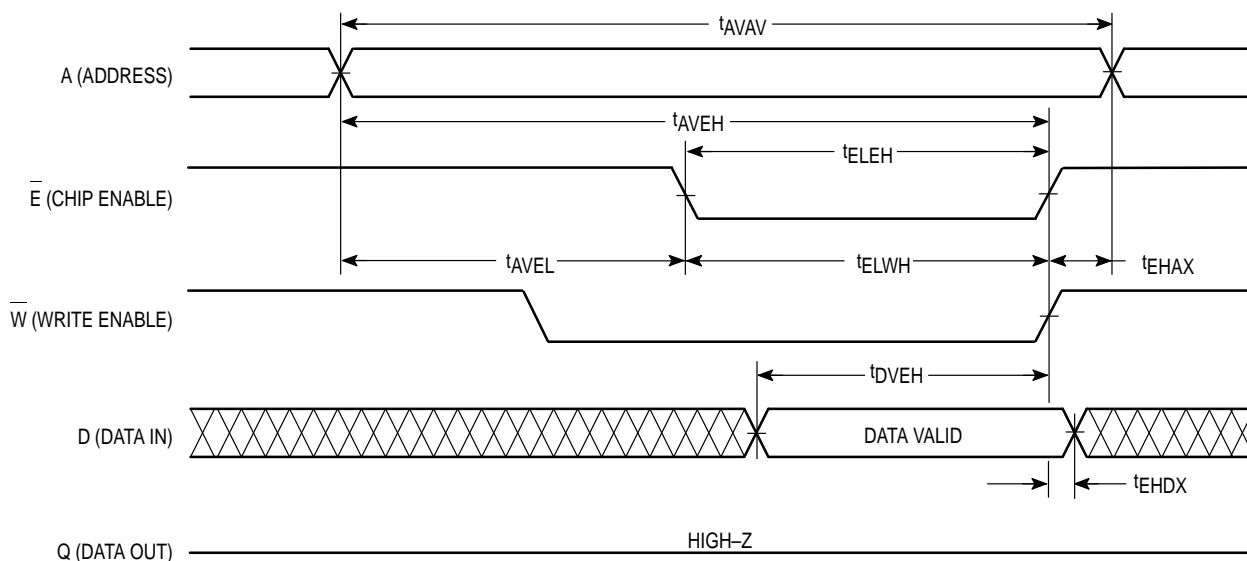 tAVAV
A (ADDRESS)
tAVEH
tELEH
E (CHIP ENABLE)
tAVEL
tELWH
tEHAX
W (WRITE ENABLE)
tDVEH
D (DATA IN)
DATA VALID
tEHDX
HIGH–Z
Q (DATA OUT)